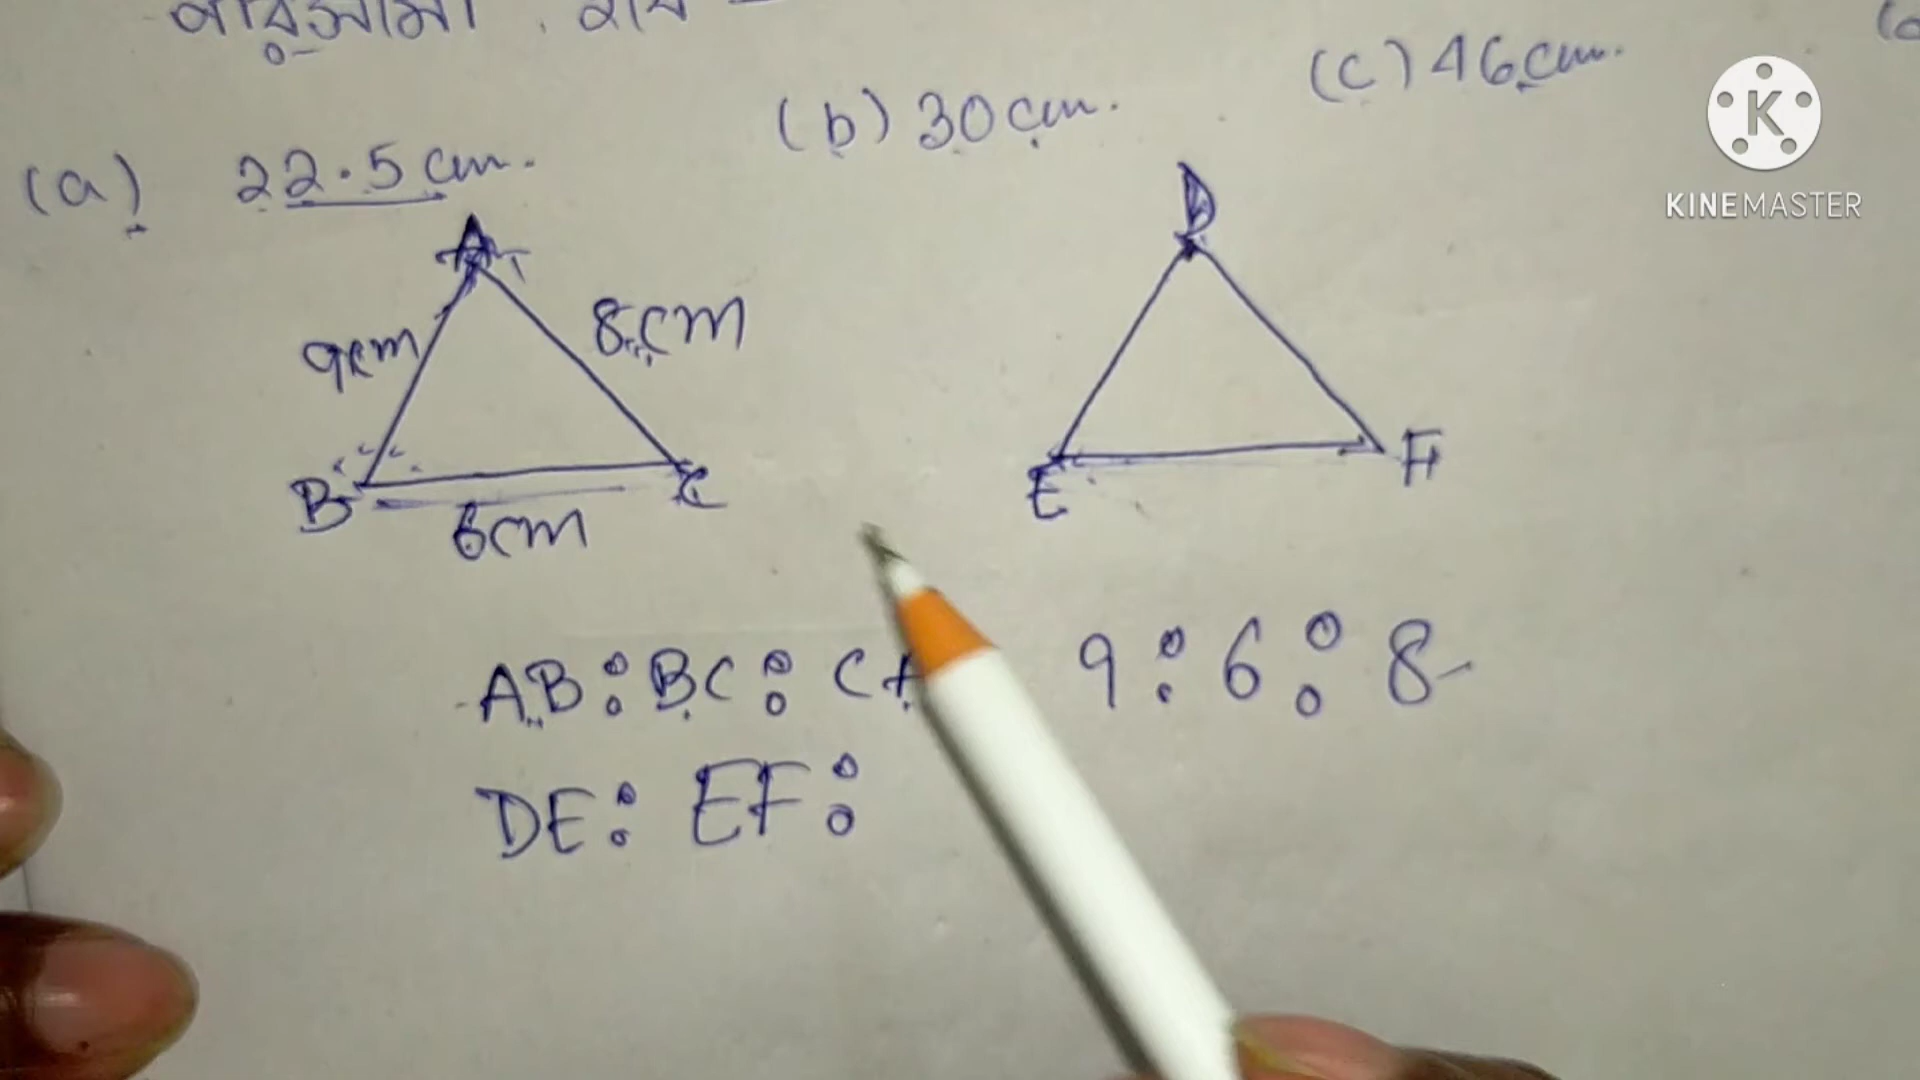 (a) 22.5 cm.
(b) 30 cm.
(c) 46 cm.
K
KINEMASTER
A
9cm
8cm
B
C
6cm
D
E
F
AB : BC : CA
9 : 6 : 8
DE : EF :